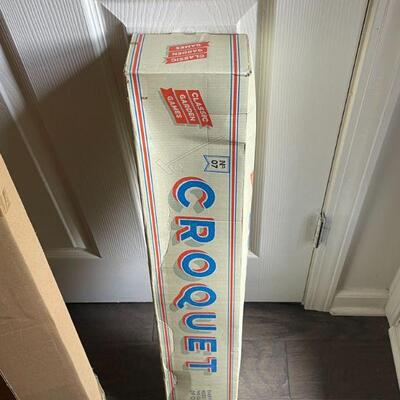 CLASSIC
GARDEN
GAMES
CLASSIC
GARDEN
GAMES
Nº
07
CROQUET